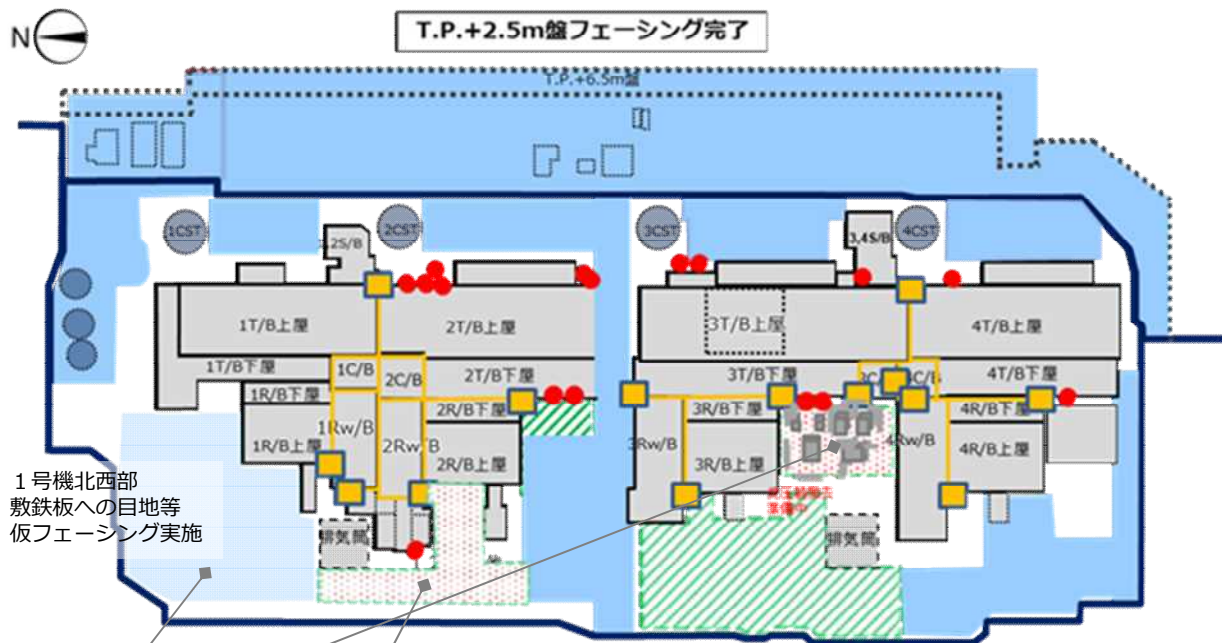 N
T.P.+2.5m盤フェーシング完了
T.P.+6.5m盤
1CST
2CST
3CST
4CST
.2S/B
3,4S/B
1T/B上屋
2T/B上屋
3T/B上屋
4T/B上屋
1T/B下屋
1C/B
2C/B
2T/B下屋
3T/B下屋
4T/B下屋
1R/B下屋
2R/B下屋
3R/B下屋
4R/B下屋
1R/B上屋
1Rw/B
2Rw/B
2R/B上屋
3Rw/B
3R/B上屋
4Rw/B
4R/B上屋
1号機北西部
敷鉄板への目地等
仮フェーシング実施
準備中
排気筒
排気筒